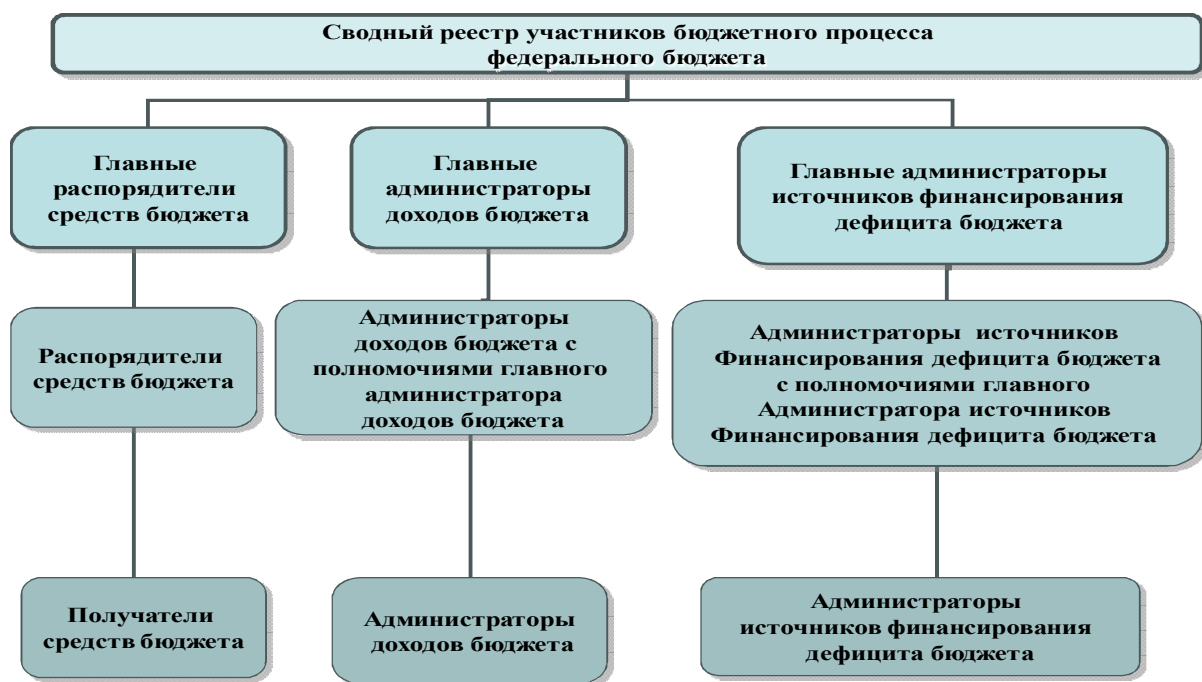 Сводный реестр участников бюджетного процесса
федерального бюджета
Главные
распорядители
средств бюджета
Главные
администраторы
доходов бюджета
Главные администраторы
источников финансирования
дефицита бюджета
Распорядители
средств бюджета
Администраторы
доходов бюджета с
полномочиями главного
администратора
доходов бюджета
Администраторы источников
Финансирования дефицита бюджета
с полномочиями главного
Администратора источников
Финансирования дефицита бюджета
Получатели
средств бюджета
Администраторы
доходов бюджета
Администраторы
источников финансирования
дефицита бюджета